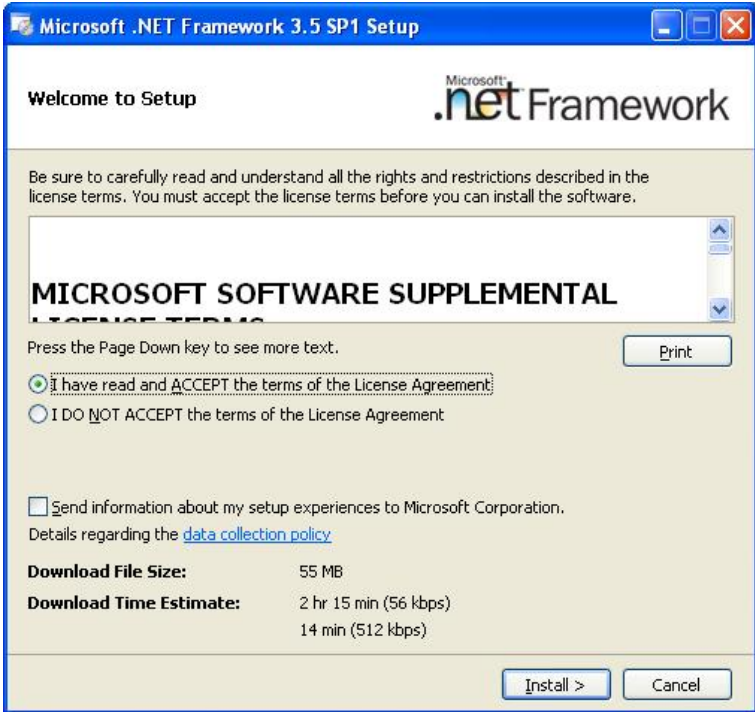 Microsoft .NET Framework 3.5 SP1 Setup
Welcome to Setup
Microsoft
.net Framework
Be sure to carefully read and understand all the rights and restrictions described in the
license terms. You must accept the license terms before you can install the software.
MICROSOFT SOFTWARE SUPPLEMENTAL
LICENSE TERMS
Press the Page Down key to see more text.
Print
I have read and ACCEPT the terms of the License Agreement
I DO NOT ACCEPT the terms of the License Agreement
Send information about my setup experiences to Microsoft Corporation.
Details regarding the data collection policy
Download File Size: 55 MB
Download Time Estimate: 2 hr 15 min (56 kbps)
14 min (512 kbps)
Install >
Cancel